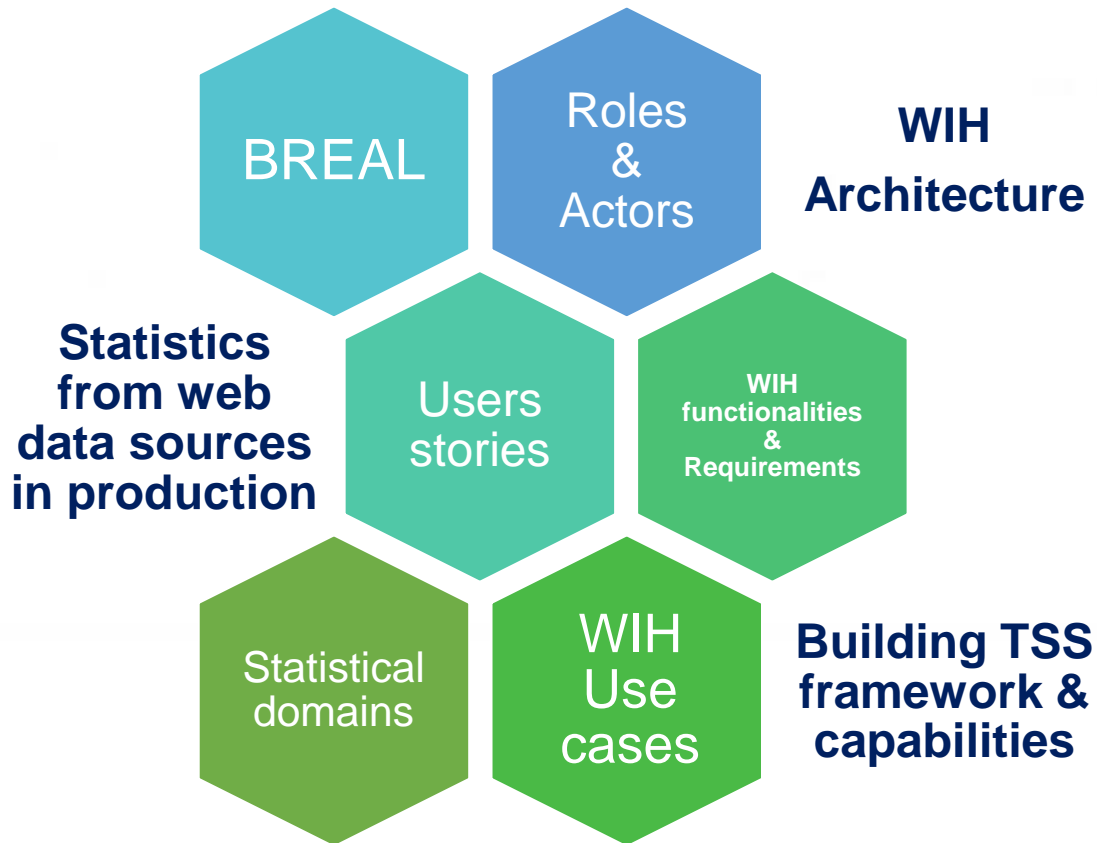 BREAL
Roles
&
Actors
WIH
Architecture
Statistics
from web
data sources
in production
Users
stories
WIH
functionalities
&
Requirements
Statistical
domains
WIH
Use
cases
Building TSS
framework &
capabilities